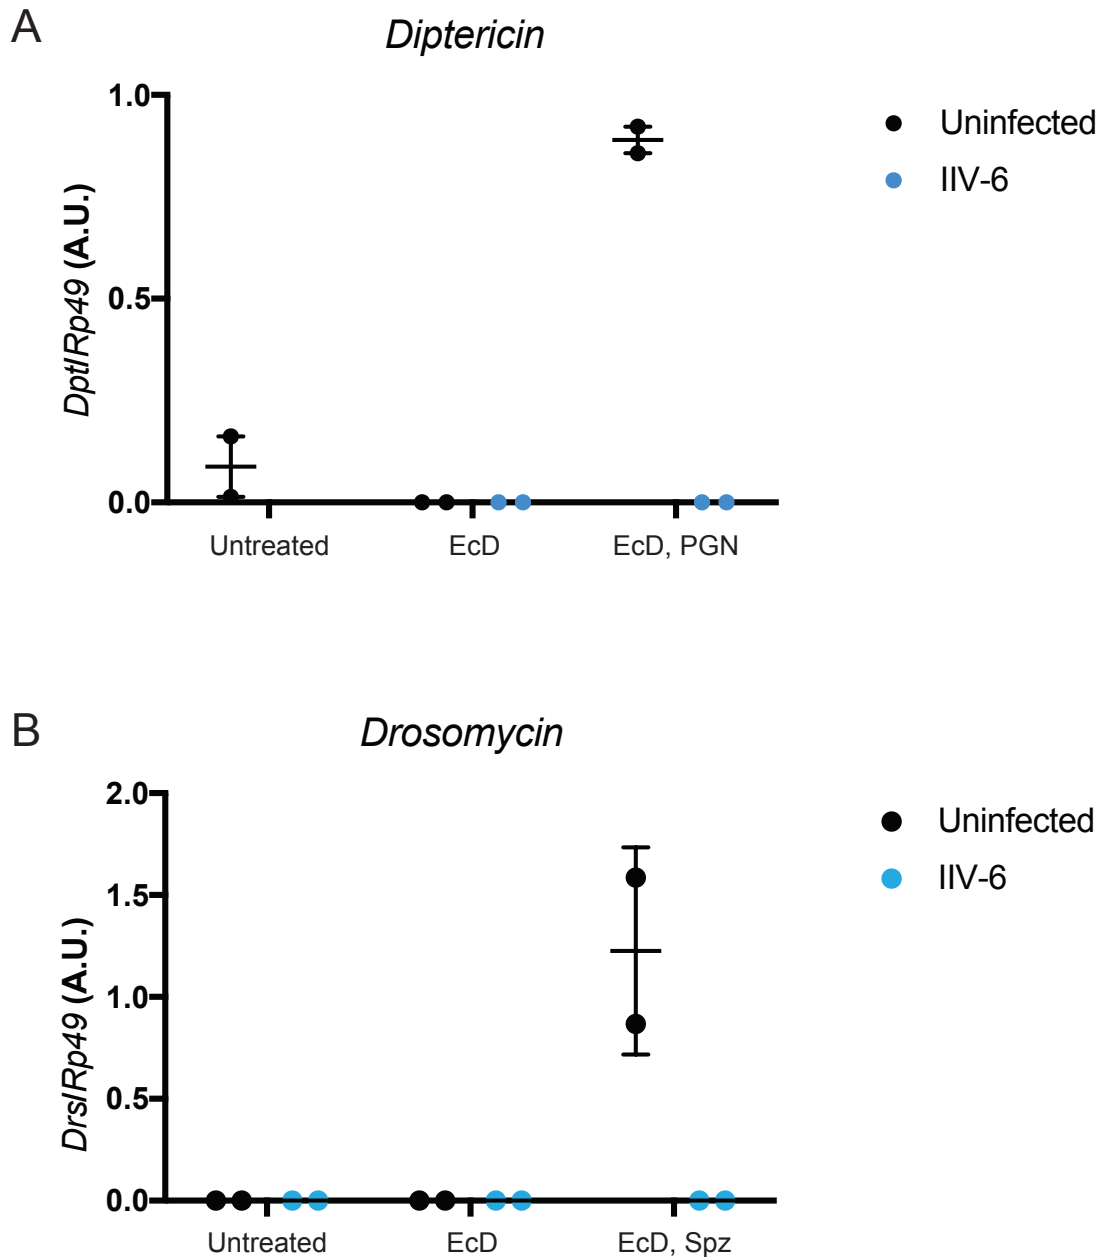 A
Diptericin
Dpt/Rp49 (A.U.)
1.0
0.5
0.0
Untreated
EcD
EcD, PGN
Uninfected
IIV-6
B
Drosomycin
Drs/Rp49 (A.U.)
2.0
1.5
1.0
0.5
0.0
Untreated
EcD
EcD, Spz
Uninfected
IIV-6